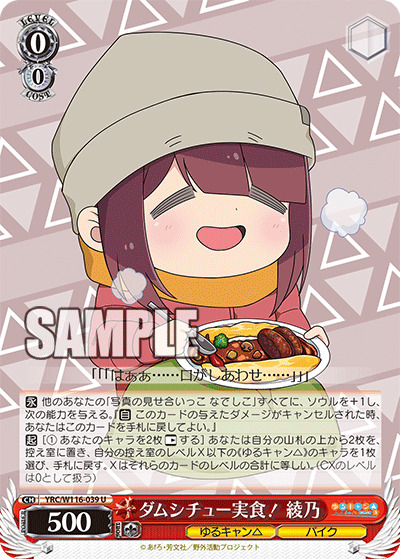 LEVEL
0
0
COST
SAMPLE
「「「はぁぁ……口がしあわせ……」」」
永 他のあなたの「写真の見せ合いっこ なでしこ」すべてに、ソウルを+1し、
次の能力を与える。『自 このカードの与えたダメージがキャンセルされた時、
あなたはこのカードを手札に戻してよい。』
起［(1) あなたのキャラを2枚レストする］ あなたは自分の山札の上から2枚を、
控え室に置き、自分の控え室のレベルX以下の《ゆるキャン△》のキャラを1枚
選び、手札に戻す。Xはそれらのカードのレベルの合計に等しい。(CXのレベル
は0として扱う)
CH YRC/W116-039 U
500
ダムシチュー実食! 綾乃
ゆるキャン△
バイク
©あfろ・芳文社/野外活動プロジェクト